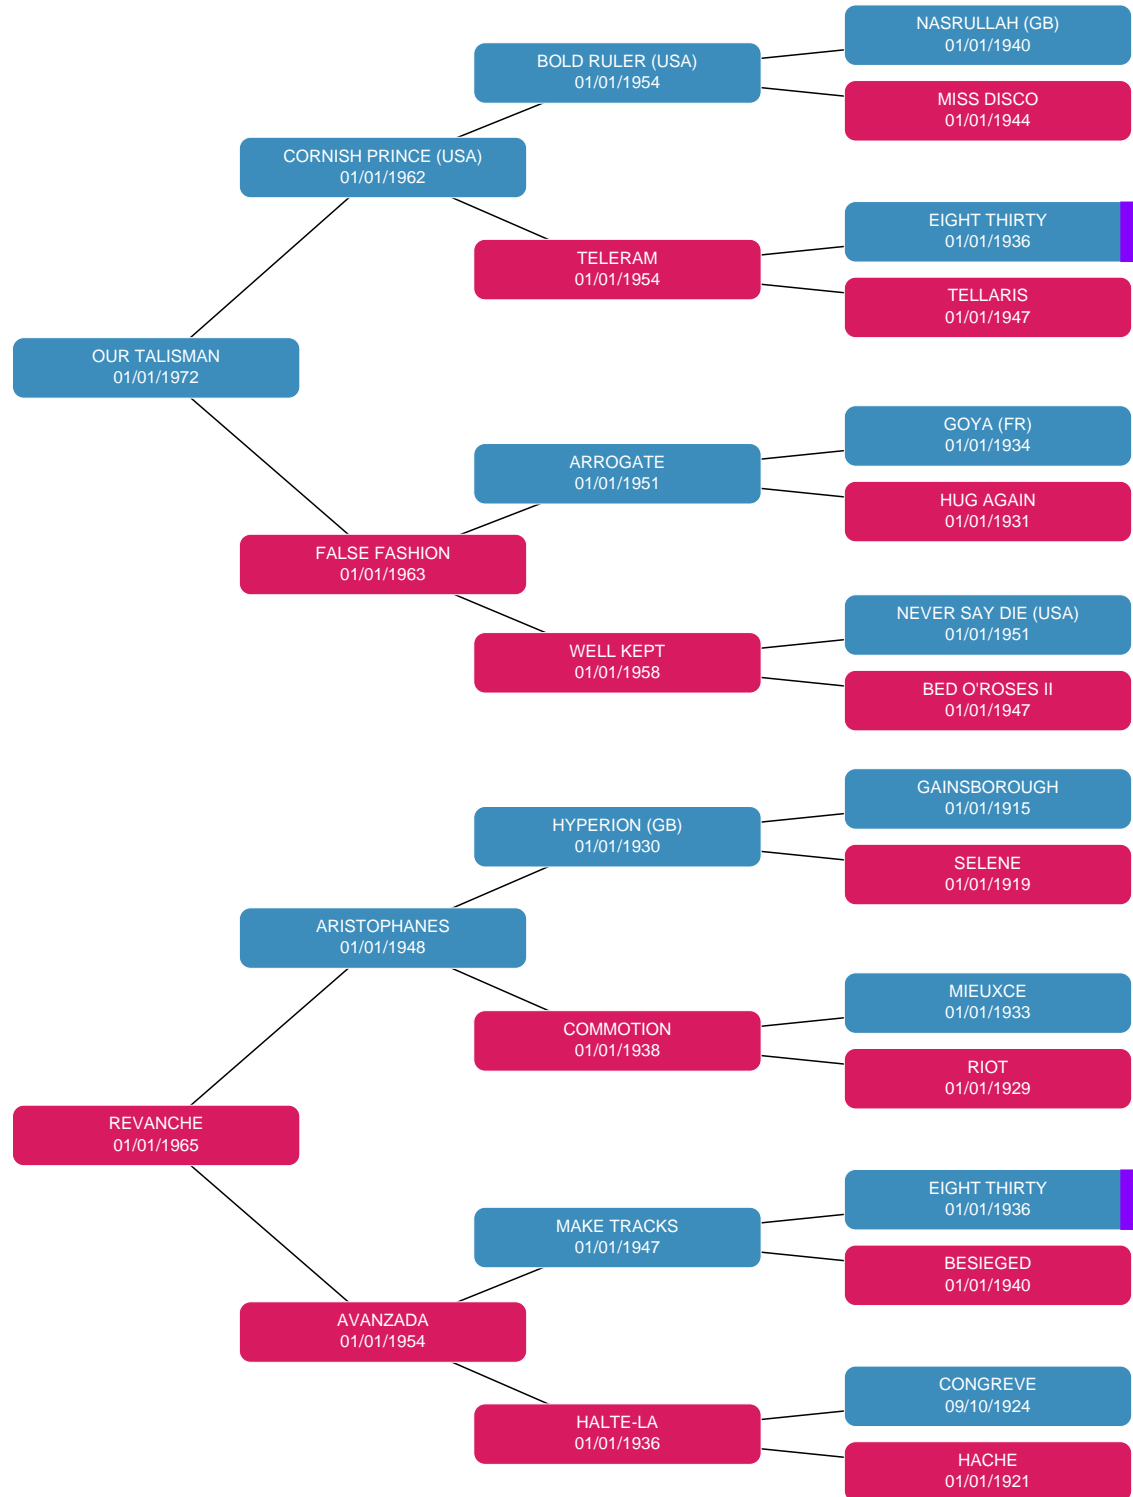 NASRULLAH (GB)
01/01/1940
BOLD RULER (USA)
01/01/1954
MISS DISCO
01/01/1944
CORNISH PRINCE (USA)
01/01/1962
EIGHT THIRTY
01/01/1936
TELERAM
01/01/1954
TELLARIS
01/01/1947
OUR TALISMAN
01/01/1972
GOYA (FR)
01/01/1934
ARROGATE
01/01/1951
HUG AGAIN
01/01/1931
FALSE FASHION
01/01/1963
NEVER SAY DIE (USA)
01/01/1951
WELL KEPT
01/01/1958
BED O'ROSES II
01/01/1947
GAINSBOROUGH
01/01/1915
HYPERION (GB)
01/01/1930
SELENE
01/01/1919
ARISTOPHANES
01/01/1948
MIEUXCE
01/01/1933
COMMOTION
01/01/1938
RIOT
01/01/1929
REVANCHE
01/01/1965
EIGHT THIRTY
01/01/1936
MAKE TRACKS
01/01/1947
BESIEGED
01/01/1940
AVANZADA
01/01/1954
CONGREVE
09/10/1924
HALTE-LA
01/01/1936
HACHE
01/01/1921